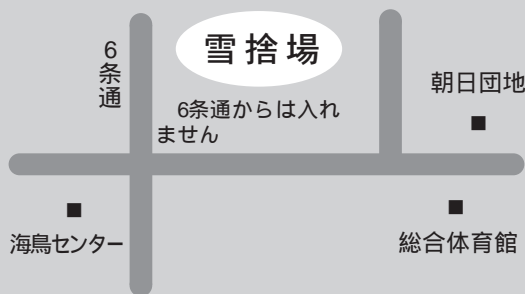 6条通
雪捨場
6条通からは入れ
ません
朝日団地
海鳥センター
総合体育館